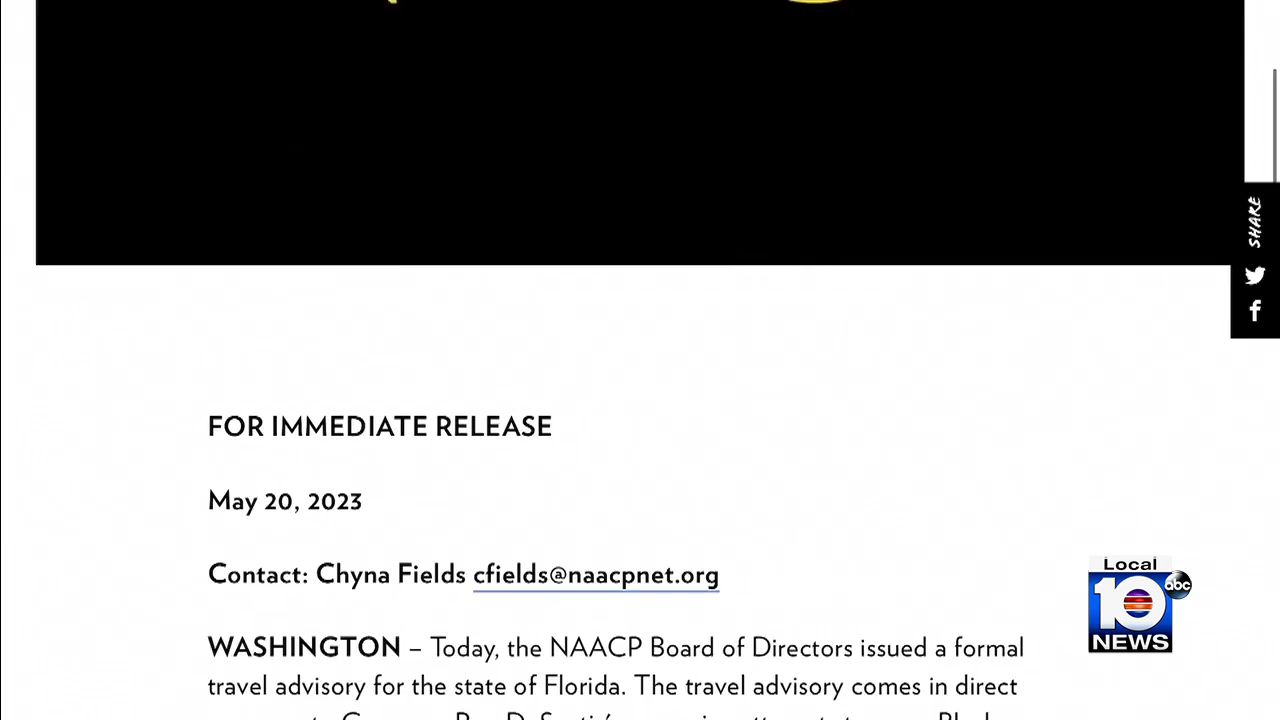 SHARE
FOR IMMEDIATE RELEASE
May 20, 2023
Contact: Chyna Fields cfields@naacpnet.org
WASHINGTON – Today, the NAACP Board of Directors issued a formal
travel advisory for the state of Florida. The travel advisory comes in direct
Local
10
abc
NEWS